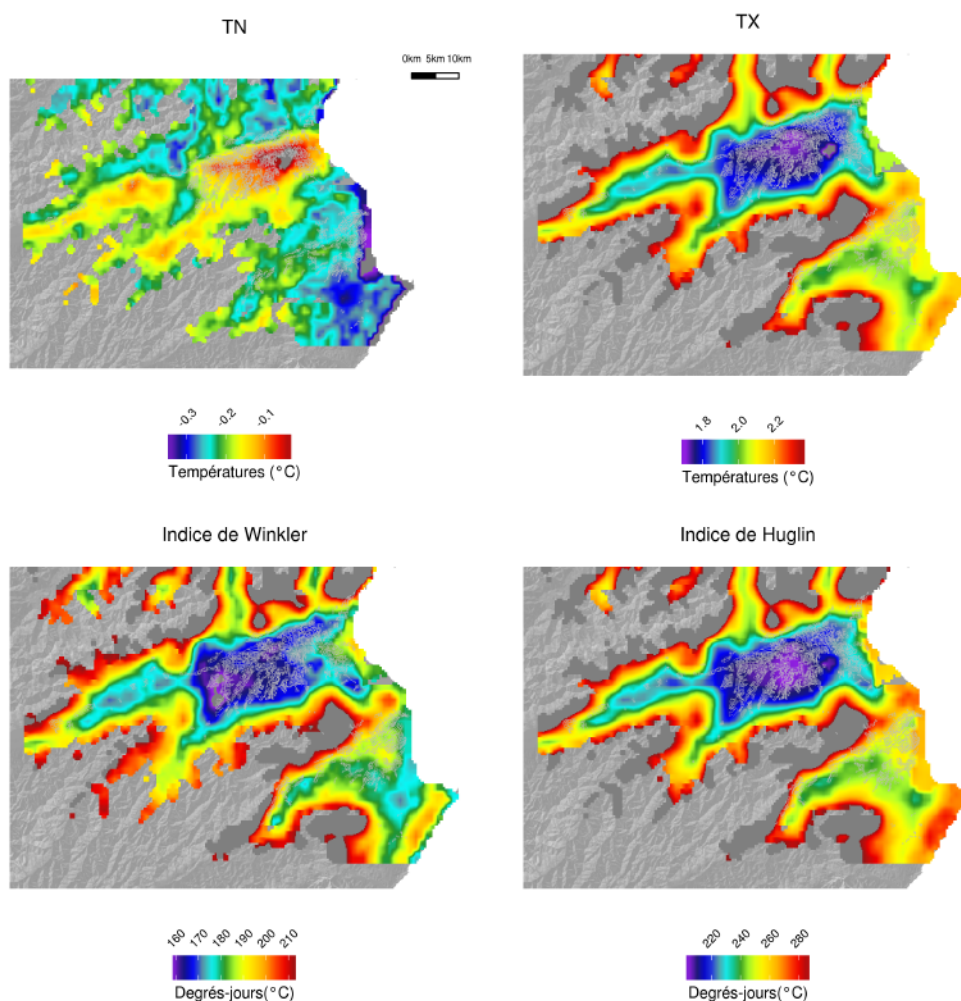 TN
TX
0km 5km 10km
-0.3 -0.2 -0.1
Températures (°C)
1.8 2.0 2.2
Températures (°C)
Indice de Winkler
Indice de Huglin
160 170 180 190 200 210
Degrés-jours(°C)
220 240 260 280
Degrés-jours(°C)